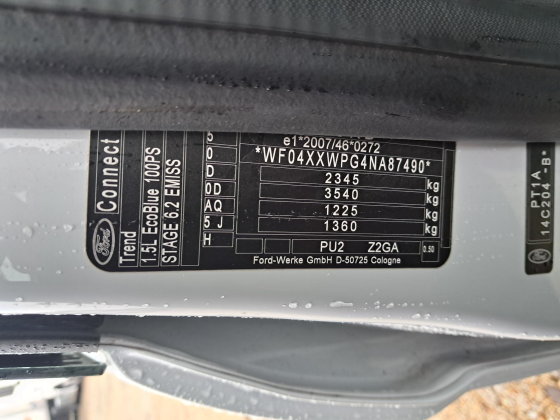 e1*2007/46*0272
*WF04XXWPG4NA87490*
2345 kg
3540 kg
1225 kg
1360 kg
PU2 Z2GA 0.50
Ford-Werke GmbH D-50725 Cologne
5
0
D
0D
AQ
5 J
H
Ford
Connect
Trend
1.5L EcoBlue 100PS
STAGE 6.2 EMISS
PT1A
14C204 -B*